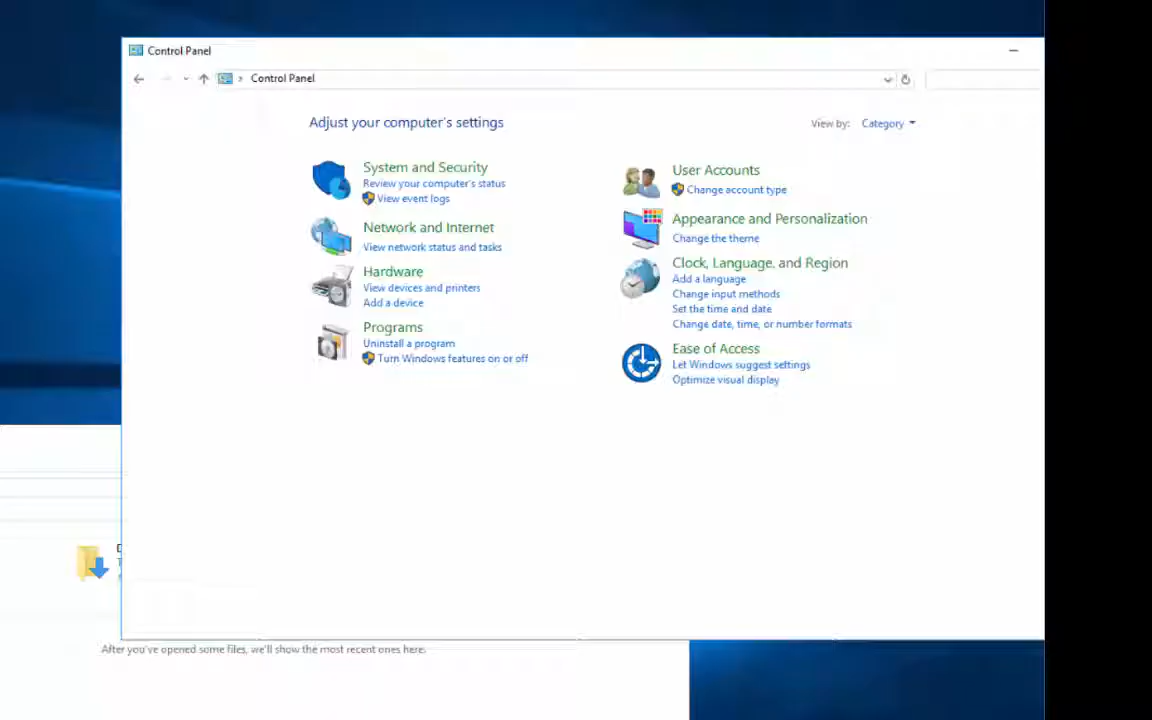 Control Panel
Control Panel
Adjust your computer's settings
View by: Category
System and Security
Review your computer's status
View event logs
Network and Internet
View network status and tasks
Hardware
View devices and printers
Add a device
Programs
Uninstall a program
Turn Windows features on or off
User Accounts
Change account type
Appearance and Personalization
Change the theme
Clock, Language, and Region
Add a language
Change input methods
Set the time and date
Change date, time, or number formats
Ease of Access
Let Windows suggest settings
Optimize visual display
After you've opened some files, we'll show the most recent ones here.